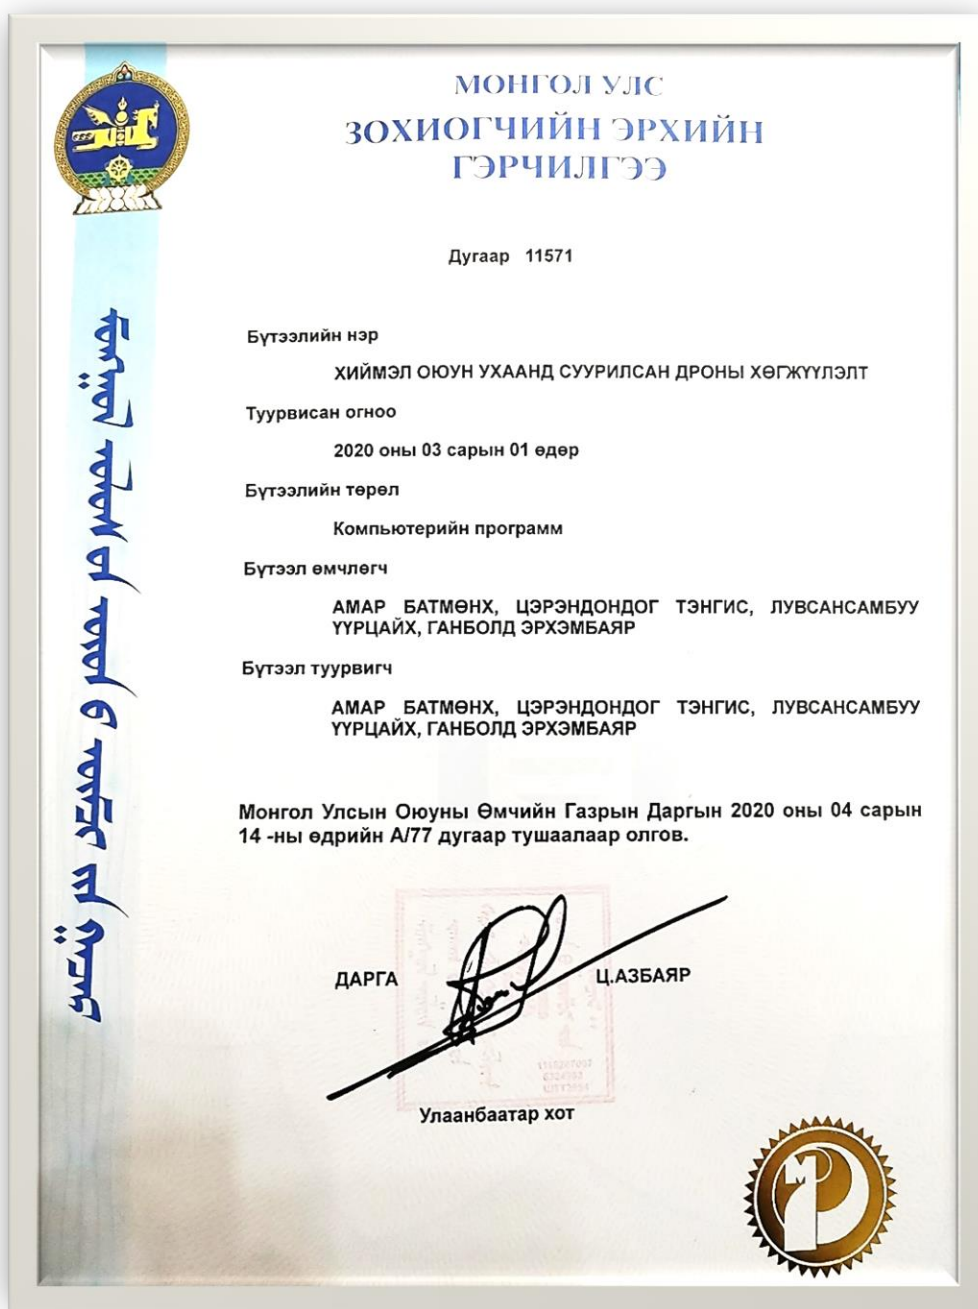 МОНГОЛ УЛС
ЗОХИОГЧИЙН ЭРХИЙН
ГЭРЧИЛГЭЭ
Дугаар 11571
Бүтээлийн нэр
ХИЙМЭЛ ОЮУН УХААНД СУУРИЛСАН ДРОНЫ ХӨГЖҮҮЛЭЛТ
Туурвисан огноо
2020 оны 03 сарын 01 өдөр
Бүтээлийн төрөл
Компьютерийн программ
Бүтээл өмчлөгч
АМАР БАТМӨНХ, ЦЭРЭНДОНДОГ ТЭНГИС, ЛУВСАНСАМБУУ
ҮҮРЦАЙХ, ГАНБОЛД ЭРХЭМБАЯР
Бүтээл туурвигч
АМАР БАТМӨНХ, ЦЭРЭНДОНДОГ ТЭНГИС, ЛУВСАНСАМБУУ
ҮҮРЦАЙХ, ГАНБОЛД ЭРХЭМБАЯР
Монгол Улсын Оюуны Өмчийн Газрын Даргын 2020 оны 04 сарын
14 -ны өдрийн А/77 дугаар тушаалаар олгов.
ДАРГА Ц.АЗБАЯР
Улаанбаатар хот